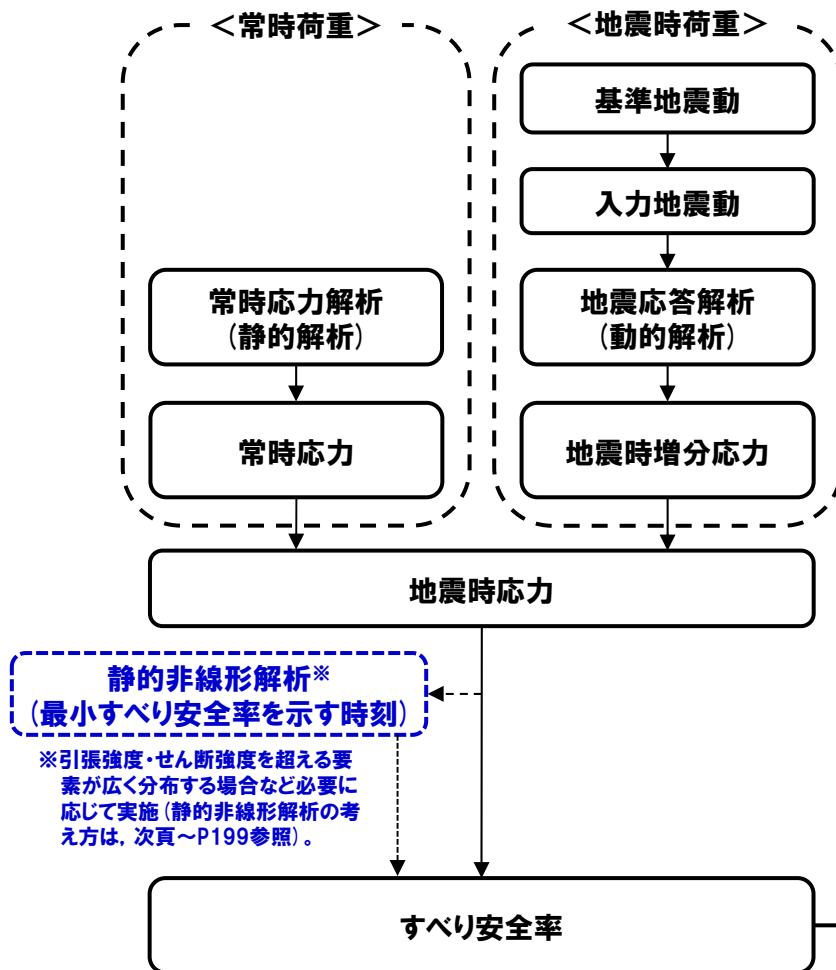 ＜常時荷重＞
＜地震時荷重＞
基準地震動
入力地震動
常時応力解析
(静的解析)
地震応答解析
(動的解析)
常時応力
地震時増分応力
地震時応力
静的非線形解析※
(最小すべり安全率を示す時刻)
※引張強度・せん断強度を超える要
素が広く分布する場合など必要に
応じて実施(静的非線形解析の考
え方は，次頁～P199参照)。
すべり安全率